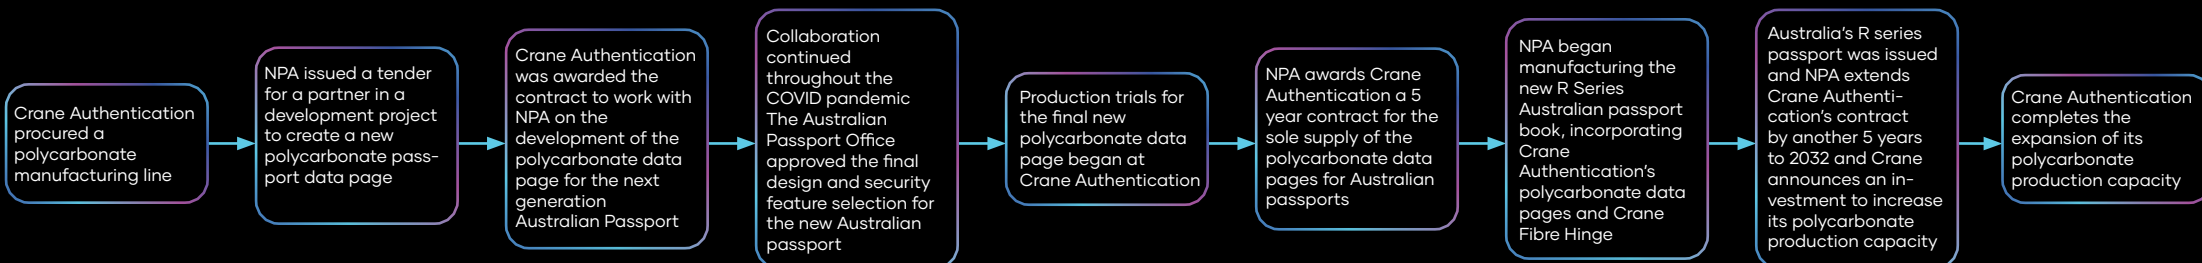 Crane Authentication
procured a
polycarbonate
manufacturing line
NPA issued a tender
for a partner in a
development project
to create a new
polycarbonate pass-
port data page
Crane Authentication
was awarded the
contract to work with
NPA on the
development of the
polycarbonate data
page for the next
generation
Australian Passport
Collaboration
continued
throughout the
COVID pandemic
The Australian
Passport Office
approved the final
design and security
feature selection for
the new Australian
passport
Production trials for
the final new
polycarbonate data
page began at
Crane Authentication
NPA awards Crane
Authentication a 5
year contract for the
sole supply of the
polycarbonate data
pages for Australian
passports
NPA began
manufacturing the
new R Series
Australian passport
book, incorporating
Crane
Authentication's
polycarbonate data
pages and Crane
Fibre Hinge
Australia's R series
passport was issued
and NPA extends
Crane Authenti-
cation's contract
by another 5 years
to 2032 and Crane
announces an in-
vestment to increase
its polycarbonate
production capacity
Crane Authentication
completes the
expansion of its
polycarbonate
production capacity